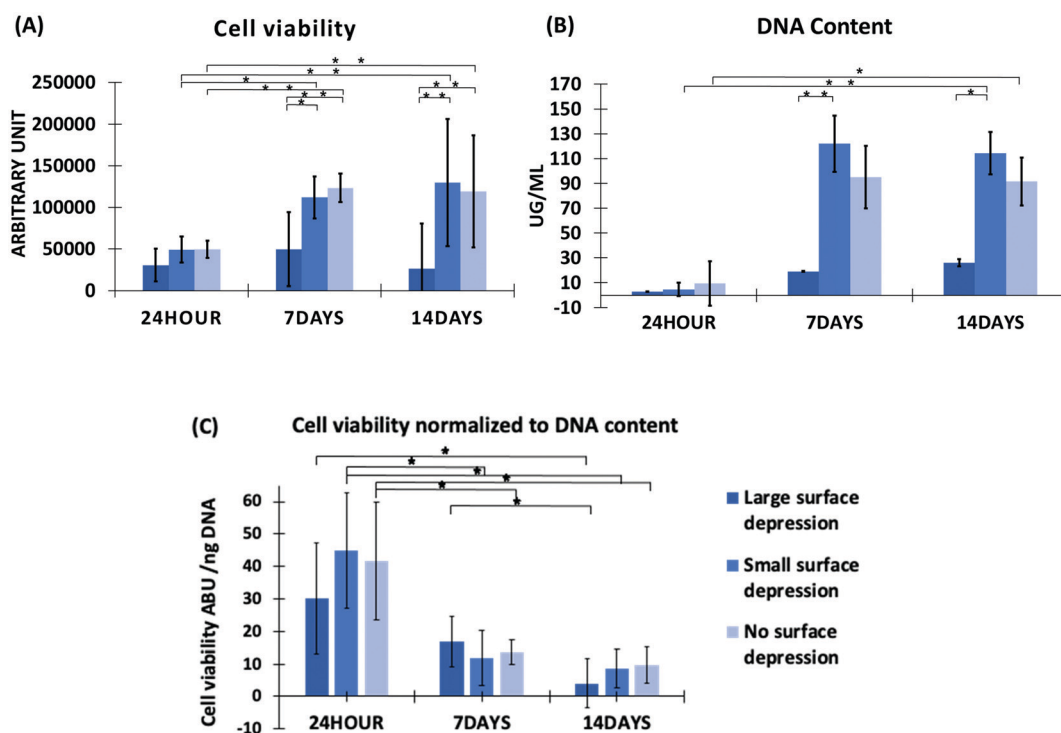 (A)
Cell viability
* *
* *
* *
* *
* *
* *
* *
*
ARBITRARY UNIT
250000
200000
150000
100000
50000
0
24HOUR 7DAYS 14DAYS
(B)
DNA Content
*
* *
* *
*
UG/ML
170
150
130
110
90
70
50
30
10
-10
24HOUR 7DAYS 14DAYS
(C)
Cell viability normalized to DNA content
*
* *
*
*
*
Cell viability ABU /ng DNA
60
50
40
30
20
10
0
-10
24HOUR 7DAYS 14DAYS
Large surface
depression
Small surface
depression
No surface
depression